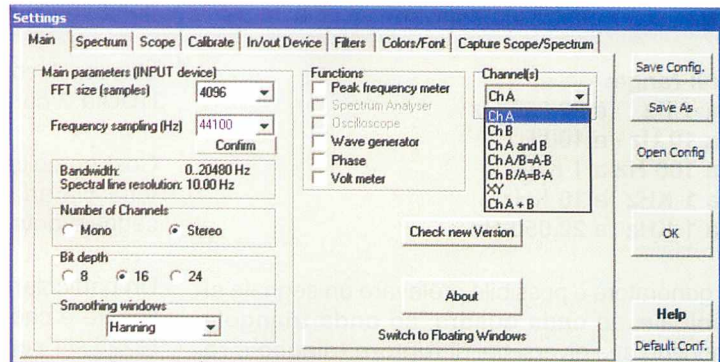 Settings
Main Spectrum Scope Calibrate In/out Device Filters Colors/Font Capture Scope/Spectrum
Main parameters (INPUT device)
FFT size (samples) 4096
Frequency sampling (Hz) 44100
Confirm
Bandwidth: 0..20480 Hz
Spectral line resolution: 10.00 Hz
Number of Channels
Mono Stereo
Bit depth
8 16 24
Smoothing windows
Hanning
Functions
Peak frequency meter
Spectrum Analyser
Oscilloscope
Wave generator
Phase
Volt meter
Channel(s)
Ch A
Ch A
Ch B
Ch A and B
Ch A/B=A-B
Ch B/A=B-A
XY
Ch A + B
Check new Version
About
Switch to Floating Windows
Save Config.
Save As
Open Config
OK
Help
Default Conf.